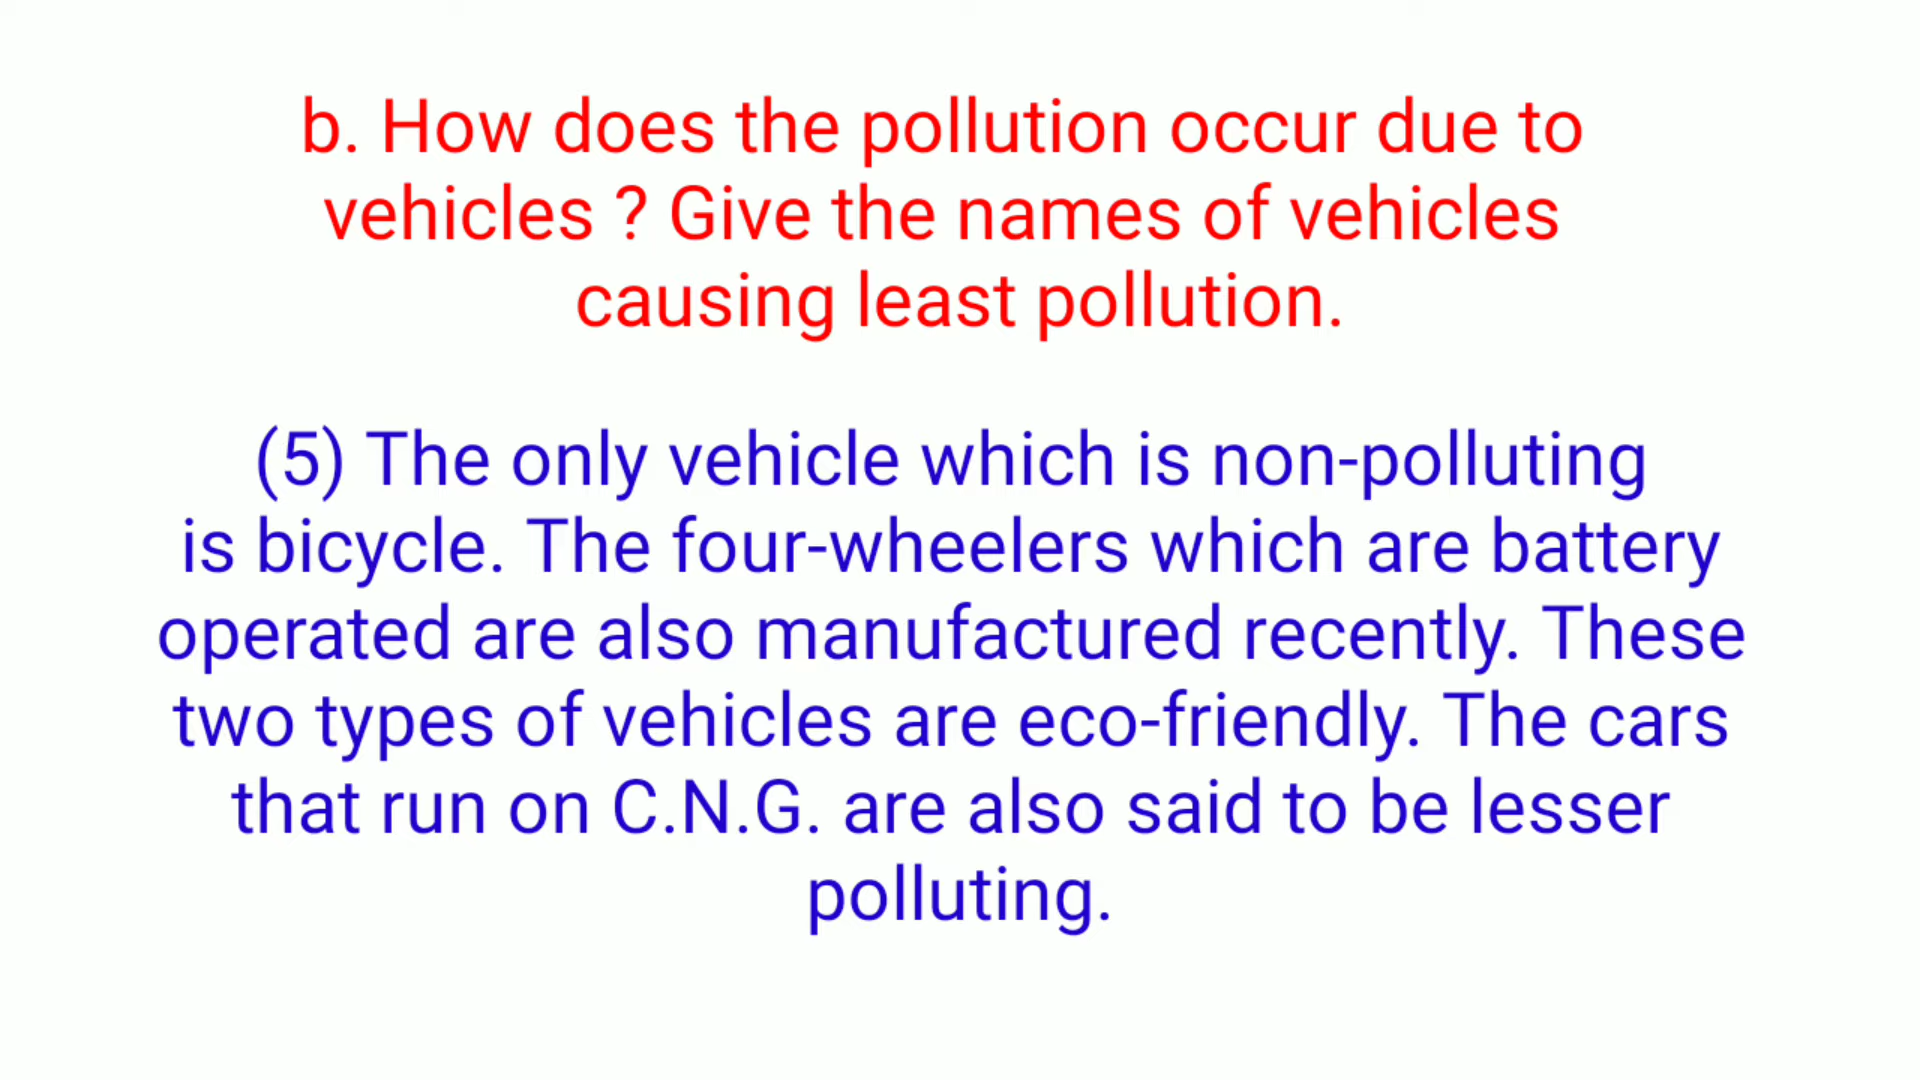 b. How does the pollution occur due to
vehicles ? Give the names of vehicles
causing least pollution.
(5) The only vehicle which is non-polluting
is bicycle. The four-wheelers which are battery
operated are also manufactured recently. These
two types of vehicles are eco-friendly. The cars
that run on C.N.G. are also said to be lesser
polluting.